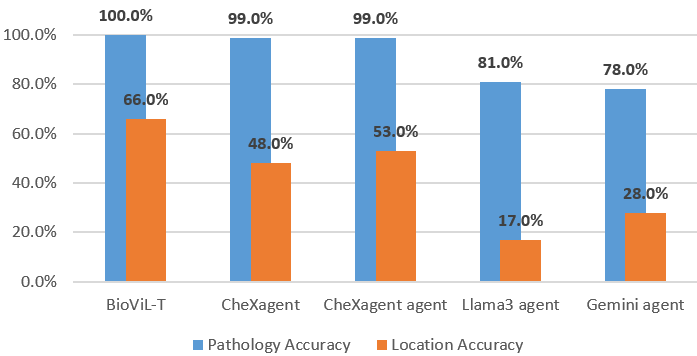 100.0% 99.0% 99.0% 81.0% 78.0%
66.0% 48.0% 53.0% 17.0% 28.0%
100.0%
80.0%
60.0%
40.0%
20.0%
0.0%
BioViL-T CheXagent CheXagent agent Llama3 agent Gemini agent
Pathology Accuracy Location Accuracy